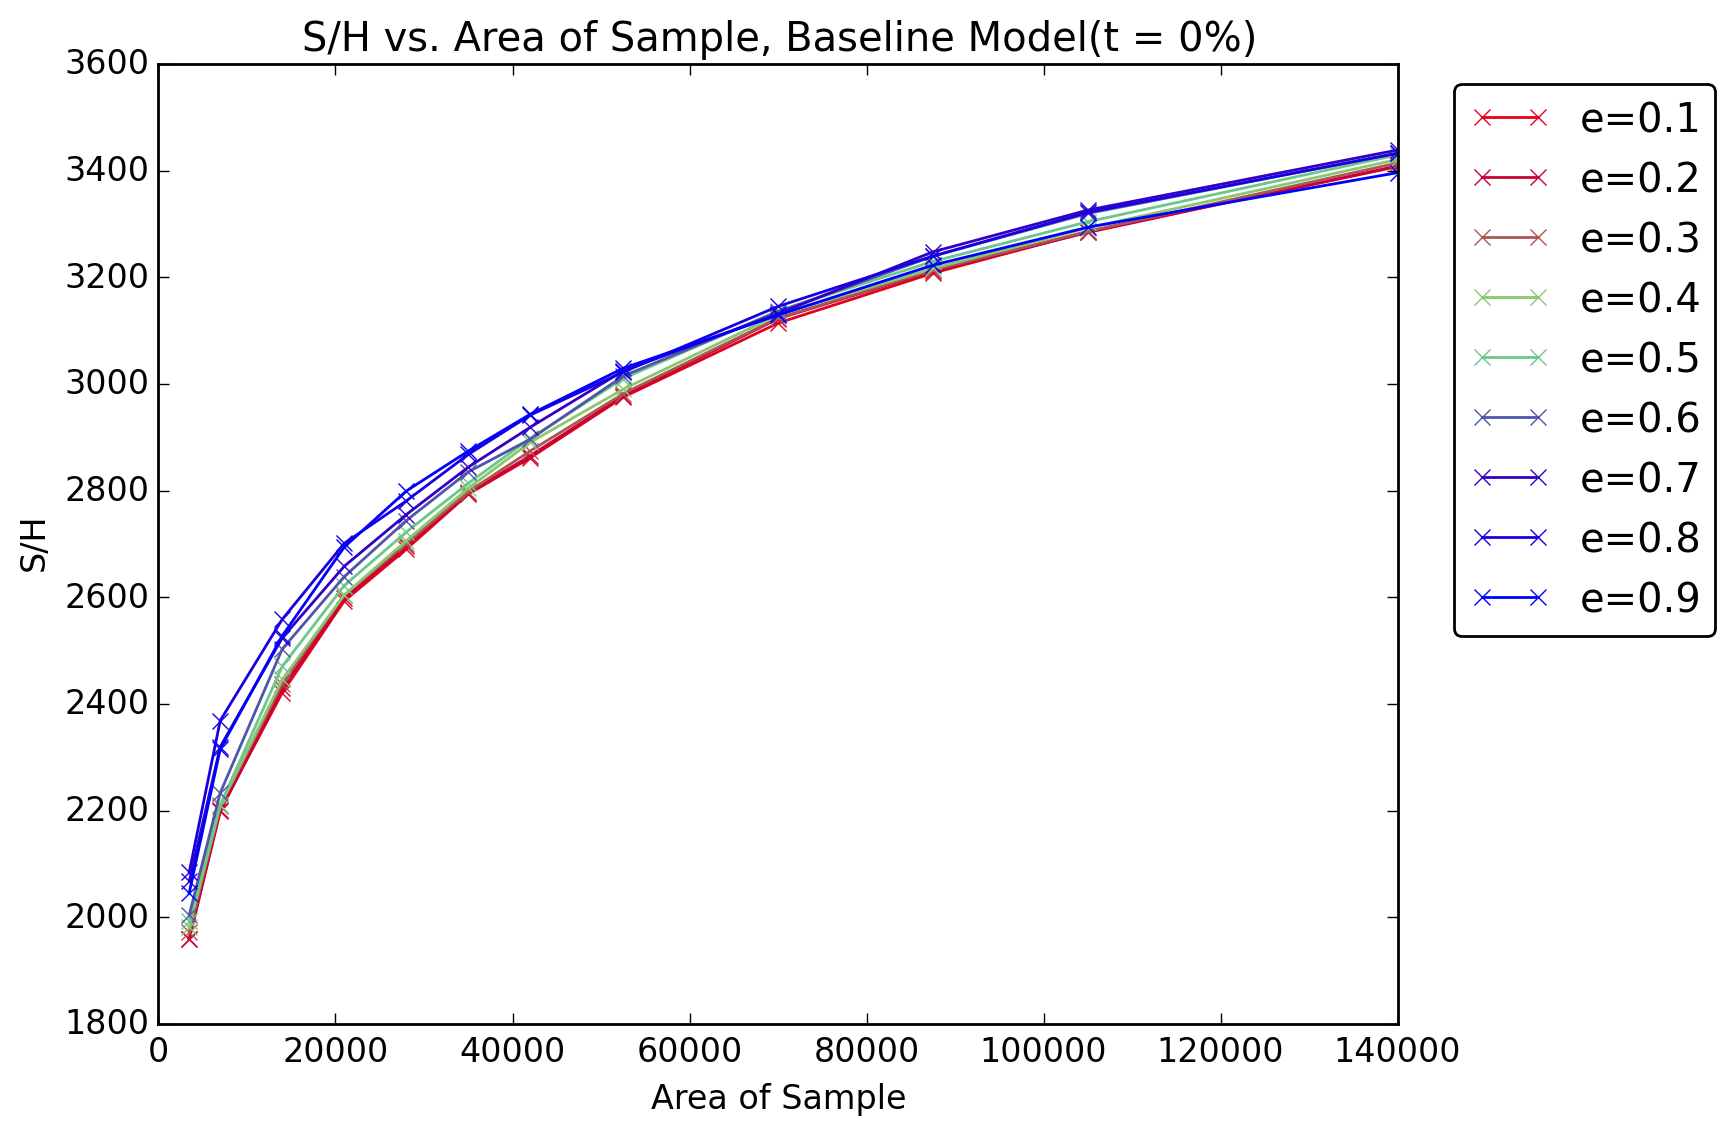 S/H vs. Area of Sample, Baseline Model(t = 0%)
3600
3400
3200
3000
2800
2600
2400
2200
2000
1800
S/H
0 20000 40000 60000 80000 100000 120000 140000
Area of Sample
e=0.1
e=0.2
e=0.3
e=0.4
e=0.5
e=0.6
e=0.7
e=0.8
e=0.9